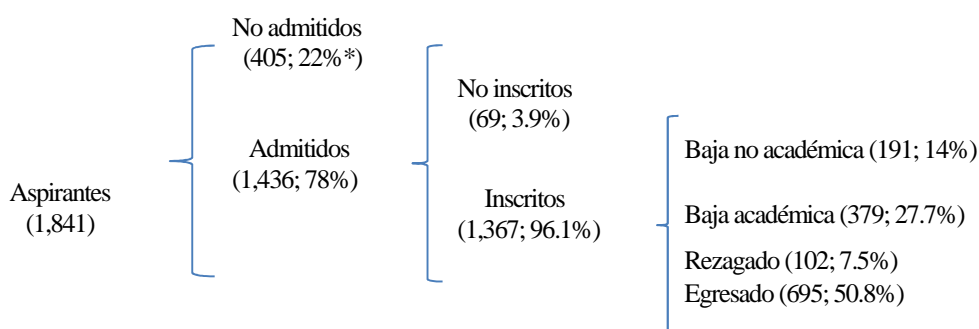 No admitidos
(405; 22%*)
No inscritos
(69; 3.9%)
Admitidos
(1,436; 78%)
Baja no académica (191; 14%)
Aspirantes
(1,841)
Inscritos
(1,367; 96.1%)
Baja académica (379; 27.7%)
Rezagado (102; 7.5%)
Egresado (695; 50.8%)